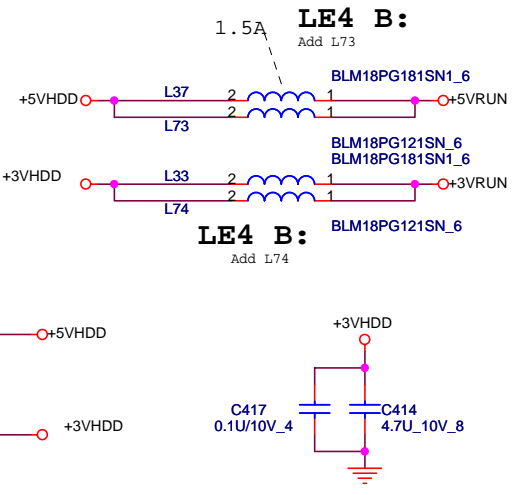 LE4 B:
1.5A
Add L73
BLM18PG181SN1_6
+5VHDD
L37
2
1
+5VRUN
2
1
L73
BLM18PG121SN_6
BLM18PG181SN1_6
+3VHDD
L33
2
1
+3VRUN
2
1
L74
BLM18PG121SN_6
LE4 B:
Add L74
+5VHDD
+3VHDD
+3VHDD
C417
0.1U/10V_4
C414
4.7U_10V_8